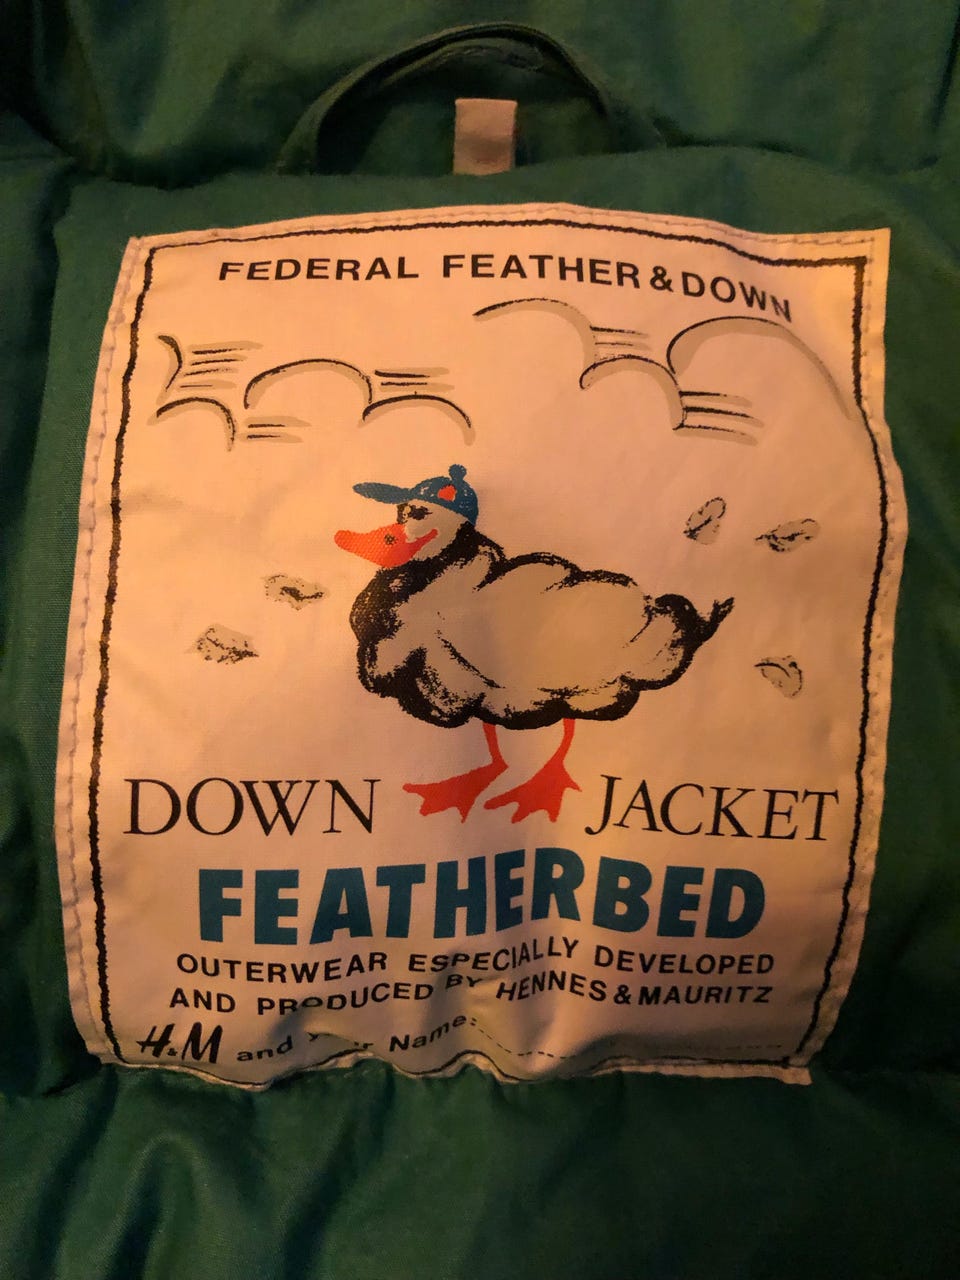 FEDERAL FEATHER & DOWN
DOWN JACKET
FEATHERBED
OUTERWEAR ESPECIALLY DEVELOPED
AND PRODUCED BY HENNES & MAURITZ
H&M and Name: